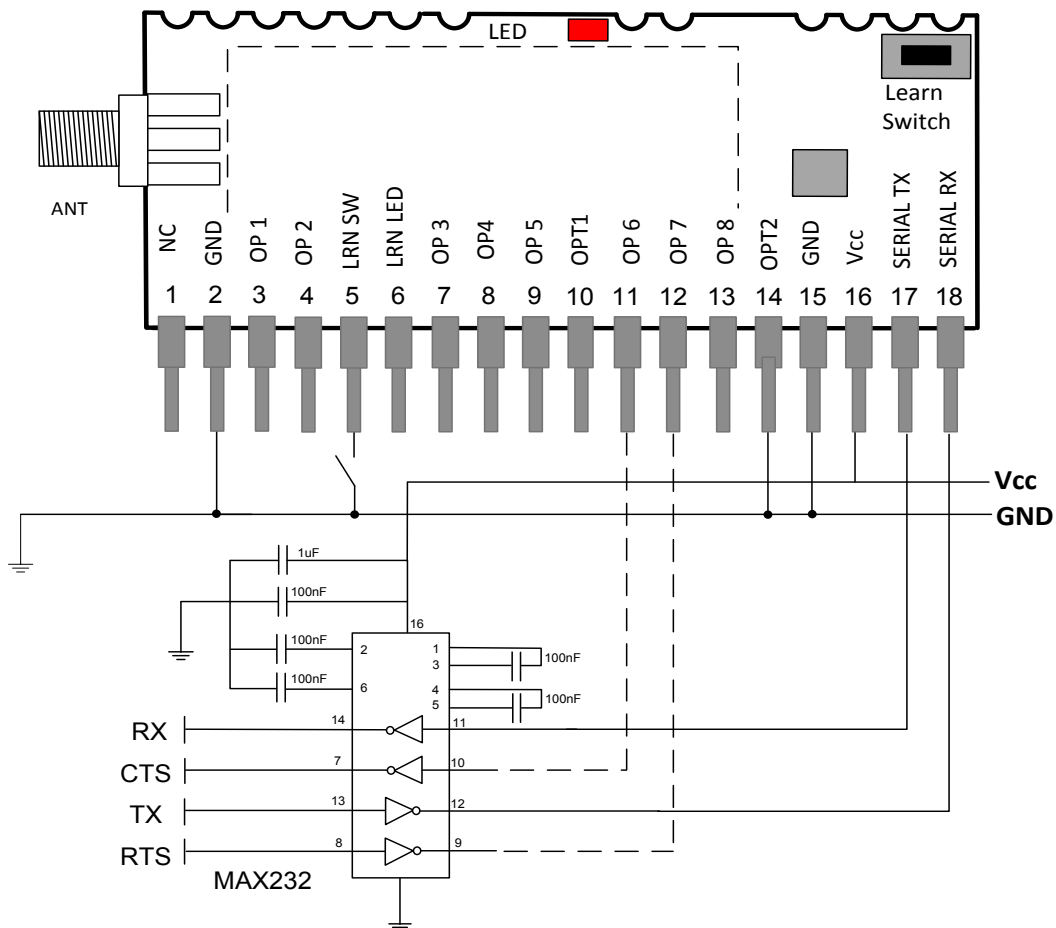 LED
Learn
Switch
ANT
NC
GND
OP 1
OP 2
LRN SW
LRN LED
OP 3
OP4
OP 5
OPT1
OP 6
OP 7
OP 8
OPT2
GND
Vcc
SERIAL TX
SERIAL RX
1 2 3 4 5 6 7 8 9 10 11 12 13 14 15 16 17 18
Vcc
GND
1uF
100nF
16
100nF
2
1
3
100nF
100nF
6
4
5
100nF
RX
14
11
CTS
7
10
TX
13
12
RTS
8
9
MAX232